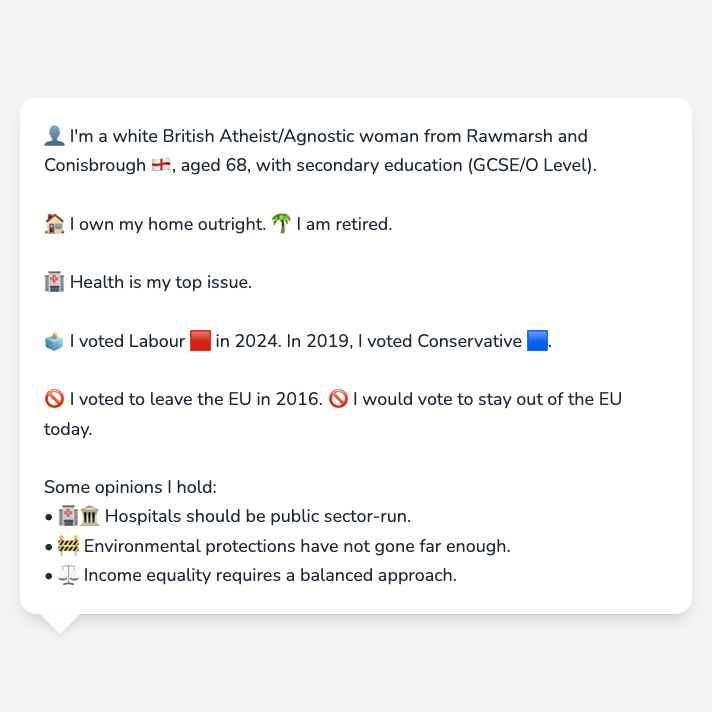 👤 I'm a white British Atheist/Agnostic woman from Rawmarsh and
Conisbrough 🏴󠁧󠁢󠁥󠁮󠁧󠁿, aged 68, with secondary education (GCSE/O Level).
🏠 I own my home outright. 🌴 I am retired.
🏥 Health is my top issue.
🗳️ I voted Labour 🟥 in 2024. In 2019, I voted Conservative 🟦.
🚫 I voted to leave the EU in 2016. 🚫 I would vote to stay out of the EU
today.
Some opinions I hold:
• 🏥🏛️ Hospitals should be public sector-run.
• 🚧 Environmental protections have not gone far enough.
• ⚖️ Income equality requires a balanced approach.